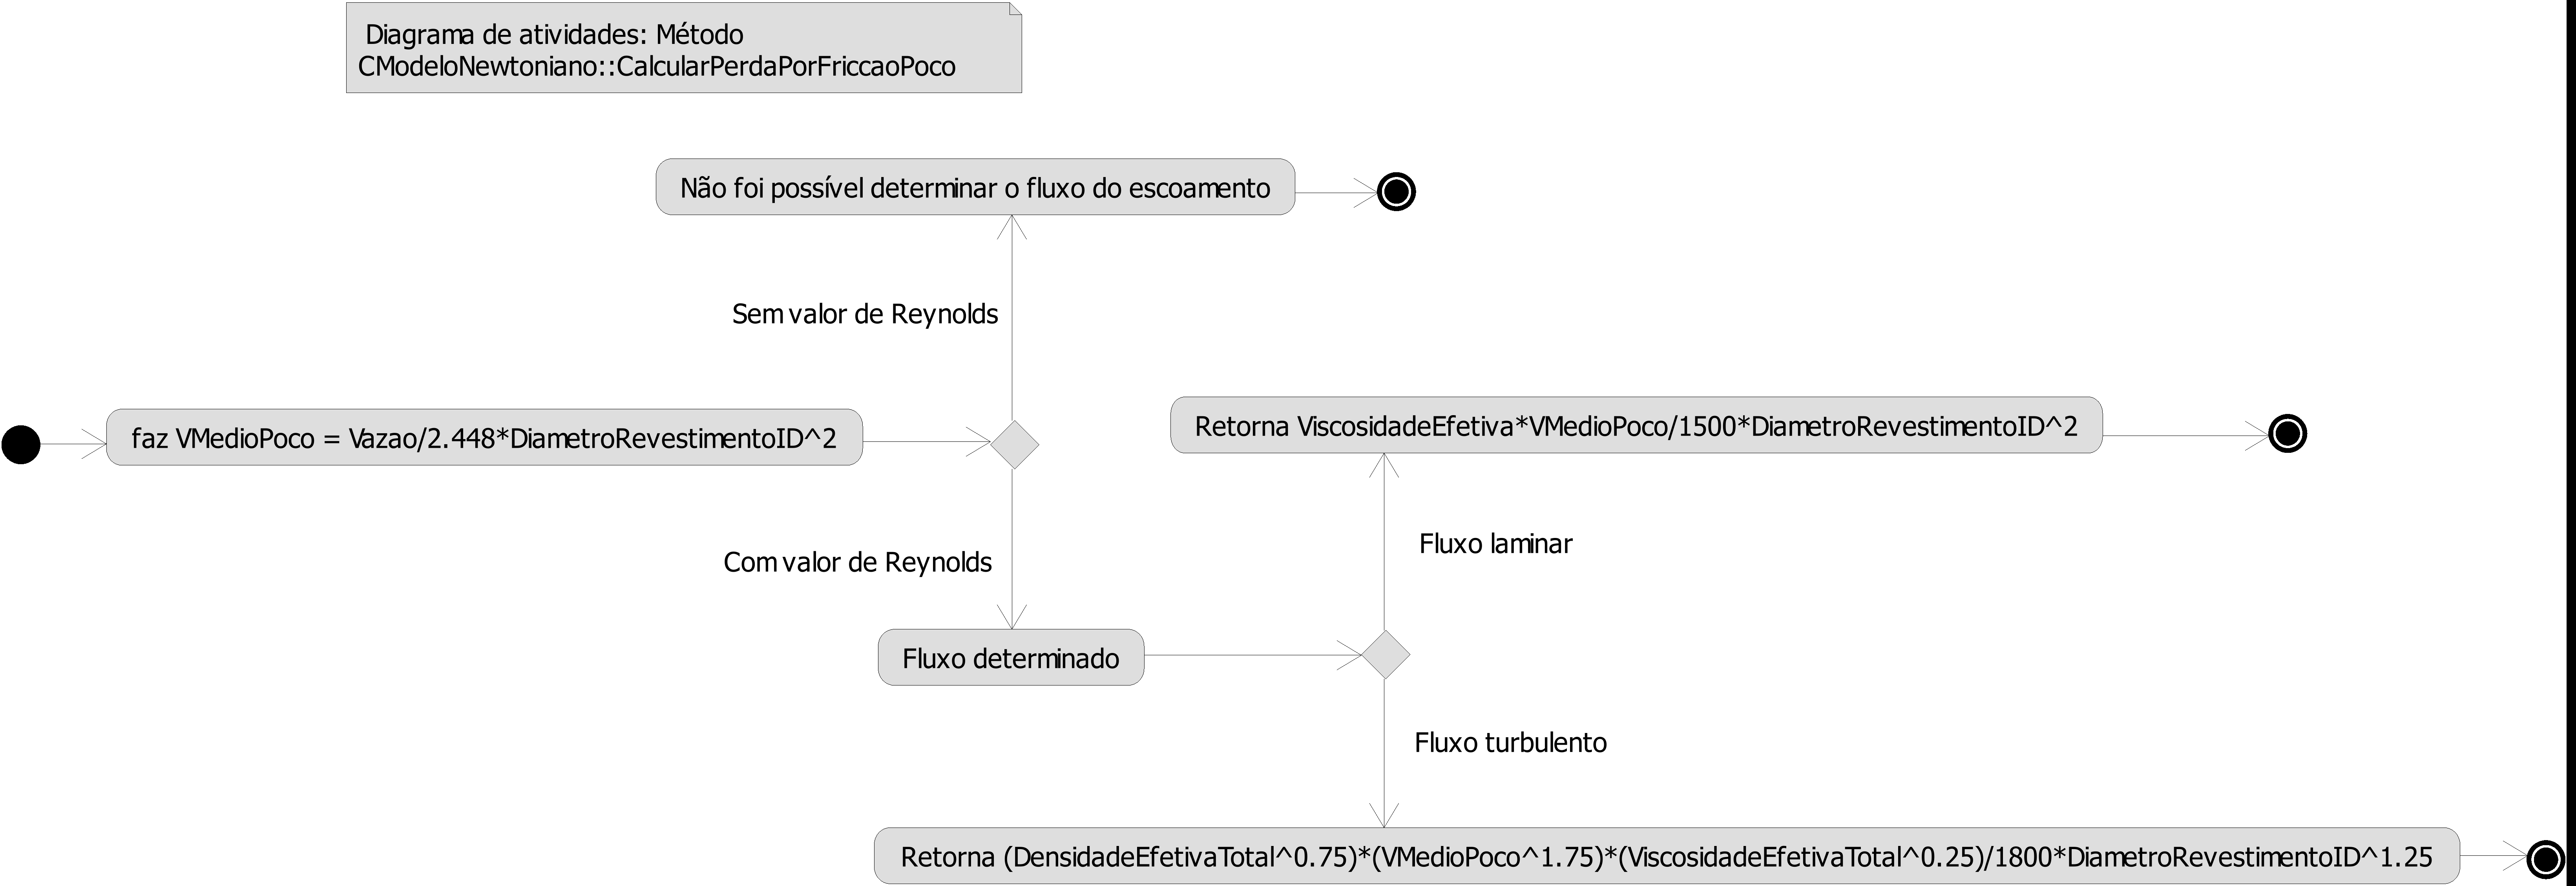 Diagrama de atividades: Método
CModeloNewtoniano::CalcularPerdaPorFriccaoPoco
Não foi possível determinar o fluxo do escoamento
Sem valor de Reynolds
faz VMedioPoco = Vazao/2.448*DiametroRevestimentoID^2
Retorna ViscosidadeEfetiva*VMedioPoco/1500*DiametroRevestimentoID^2
Fluxo laminar
Com valor de Reynolds
Fluxo determinado
Fluxo turbulento
Retorna (DensidadeEfetivaTotal^0.75)*(VMedioPoco^1.75)*(ViscosidadeEfetivaTotal^0.25)/1800*DiametroRevestimentoID^1.25